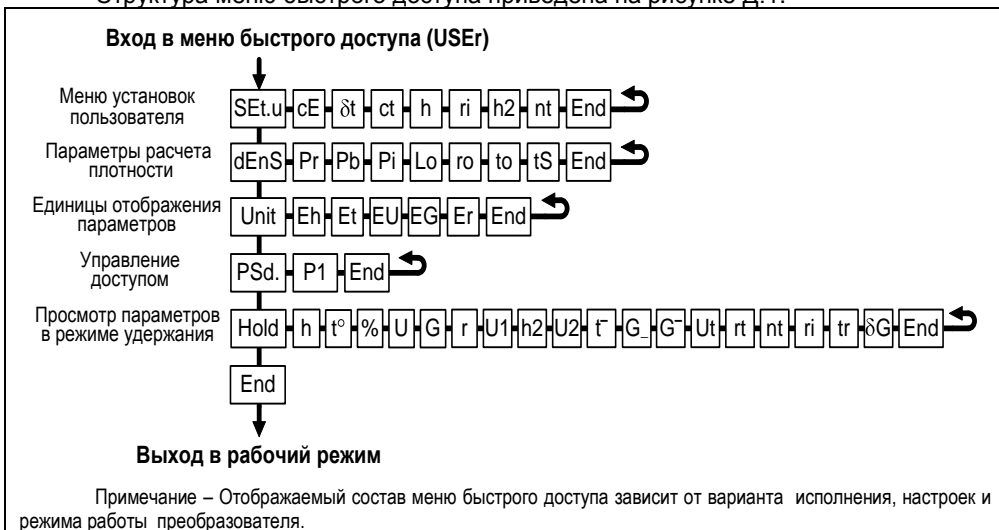 Структура меню быстрого доступа приведена на рисунке Д.1.
Вход в меню быстрого доступа (USEr)
Меню установок
пользователя
SEt.u cE δt ct h ri h2 nt End
Параметры расчета
плотности
dEnS Pr Pb Pi Lo ro to tS End
Единицы отображения
параметров
Unit Eh Et EU EG Er End
Управление
доступом
PSd. P1 End
Просмотр параметров
в режиме удержания
Hold h t° % U G r U1 h2 U2 t¯ G_ G¯ Ut rt nt ri tr δG End
End
Выход в рабочий режим
Примечание – Отображаемый состав меню быстрого доступа зависит от варианта исполнения, настроек и
режима работы преобразователя.